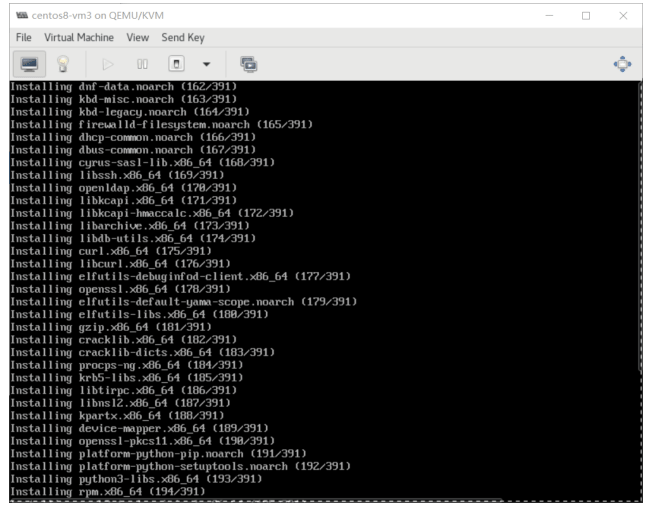 centos8-vm3 on QEMU/KVM
File Virtual Machine View Send Key
Installing dnf-data.noarch (162/391)
Installing kbd-misc.noarch (163/391)
Installing kbd-legacy.noarch (164/391)
Installing firewalld-filesystem.noarch (165/391)
Installing dhcp-common.noarch (166/391)
Installing dbus-common.noarch (167/391)
Installing cyrus-sasl-lib.x86_64 (168/391)
Installing libssh.x86_64 (169/391)
Installing openldap.x86_64 (170/391)
Installing libkcapi.x86_64 (171/391)
Installing libkcapi-hmaccalc.x86_64 (172/391)
Installing libarchive.x86_64 (173/391)
Installing libdb-utils.x86_64 (174/391)
Installing curl.x86_64 (175/391)
Installing libcurl.x86_64 (176/391)
Installing elfutils-debuginfod-client.x86_64 (177/391)
Installing openssl.x86_64 (178/391)
Installing elfutils-default-yama-scope.noarch (179/391)
Installing elfutils-libs.x86_64 (180/391)
Installing gzip.x86_64 (181/391)
Installing cracklib.x86_64 (182/391)
Installing cracklib-dicts.x86_64 (183/391)
Installing procps-ng.x86_64 (184/391)
Installing krb5-libs.x86_64 (185/391)
Installing libtirpc.x86_64 (186/391)
Installing libnsl2.x86_64 (187/391)
Installing kpartx.x86_64 (188/391)
Installing device-mapper.x86_64 (189/391)
Installing openssl-pkcs11.x86_64 (190/391)
Installing platform-python-pip.noarch (191/391)
Installing platform-python-setuptools.noarch (192/391)
Installing python3-libs.x86_64 (193/391)
Installing rpm.x86_64 (194/391)